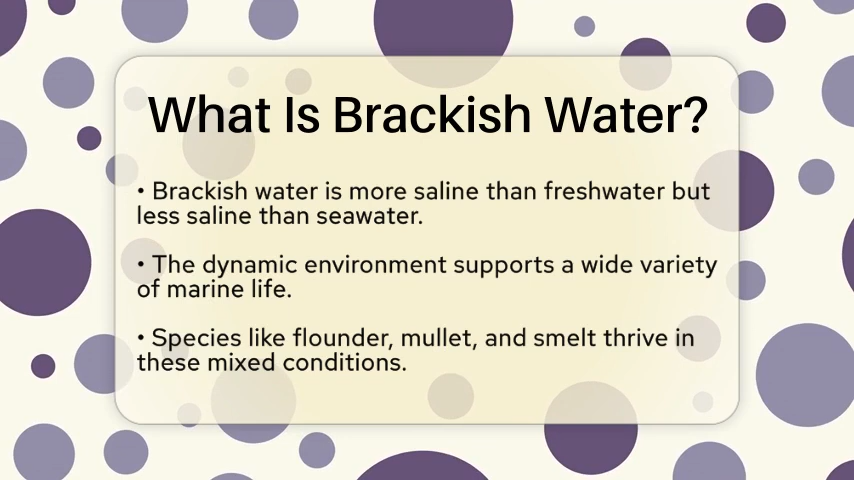 What Is Brackish Water?
• Brackish water is more saline than freshwater but
less saline than seawater.
• The dynamic environment supports a wide variety
of marine life.
• Species like flounder, mullet, and smelt thrive in
these mixed conditions.